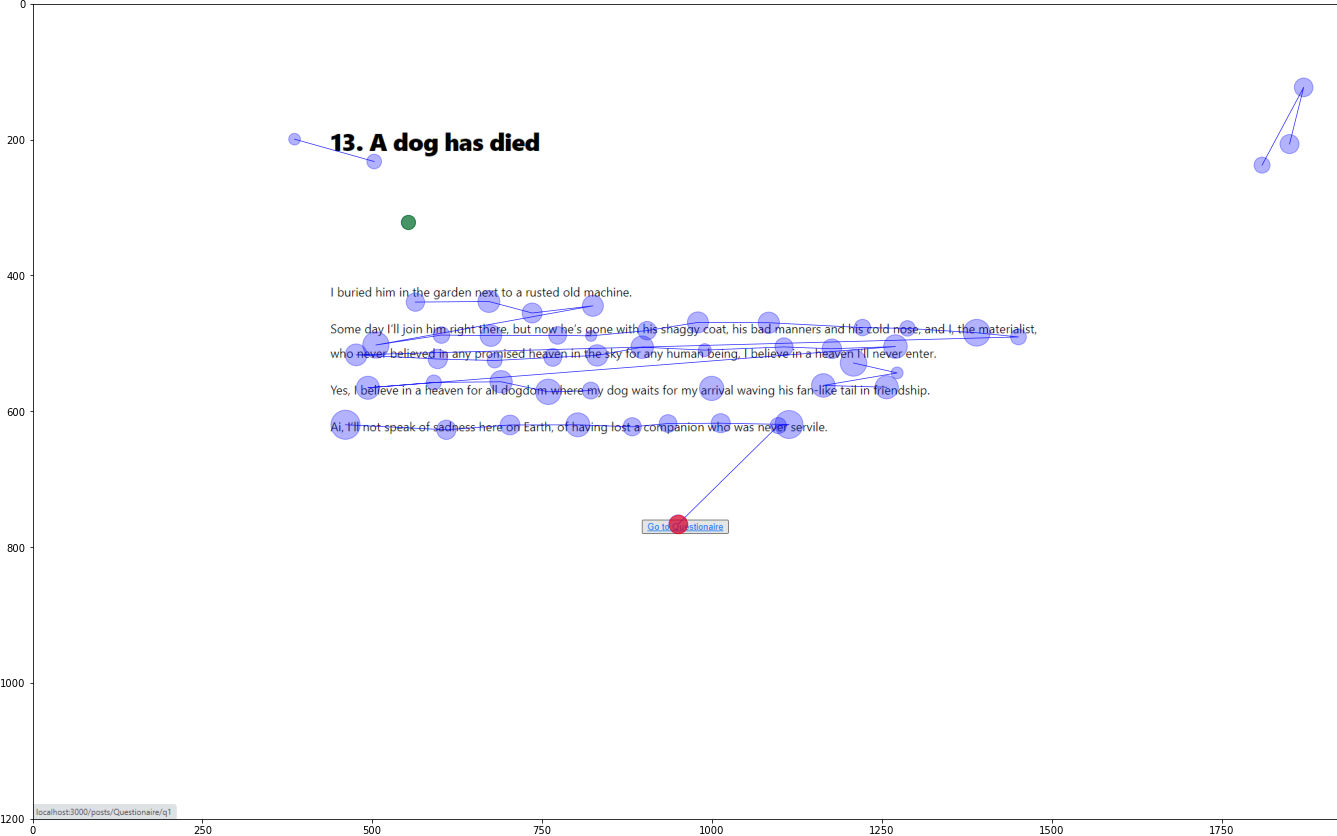 0
200
400
600
800
1000
1200
13. A dog has died
I buried him in the garden next to a rusted old machine.
Some day I'll join him right there, but now he's gone with his shaggy coat, his bad manners and his cold nose, and I, the materialist,
who never believed in any promised heaven in the sky for any human being, I believe in a heaven I'll never enter.
Yes, I believe in a heaven for all dogdom where my dog waits for my arrival waving his fan-like tail in friendship.
Ai, I'll not speak of sadness here on Earth, of having lost a companion who was never servile.
Go to Questionaire
localhost:3000/posts/Questionaire/q1
0 250 500 750 1000 1250 1500 1750